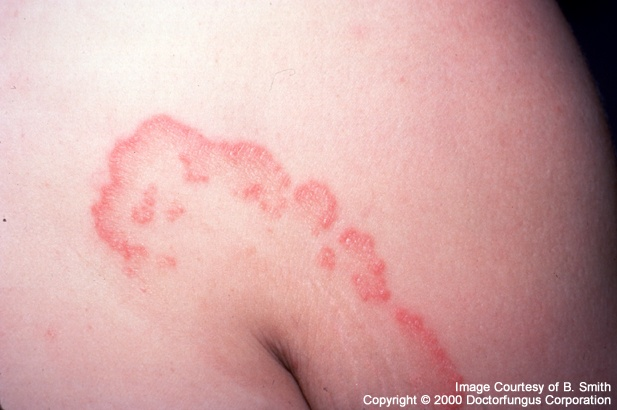 Image Courtesy of B. Smith
Copyright © 2000 Doctorfungus Corporation